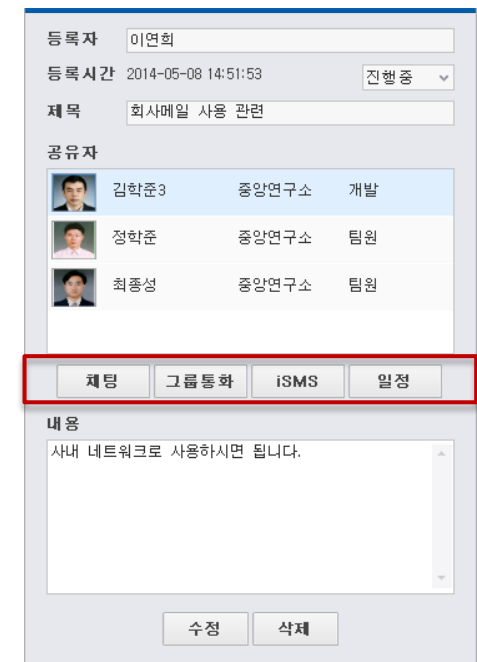 등록자 이연희
등록시간 2014-05-08 14:51:53 진행중
제목 회사메일 사용 관련
공유자
김학준3 중앙연구소 개발
정학준 중앙연구소 팀원
최종성 중앙연구소 팀원
채팅 그룹통화 iSMS 일정
내용
사내 네트워크로 사용하시면 됩니다.
수정 삭제